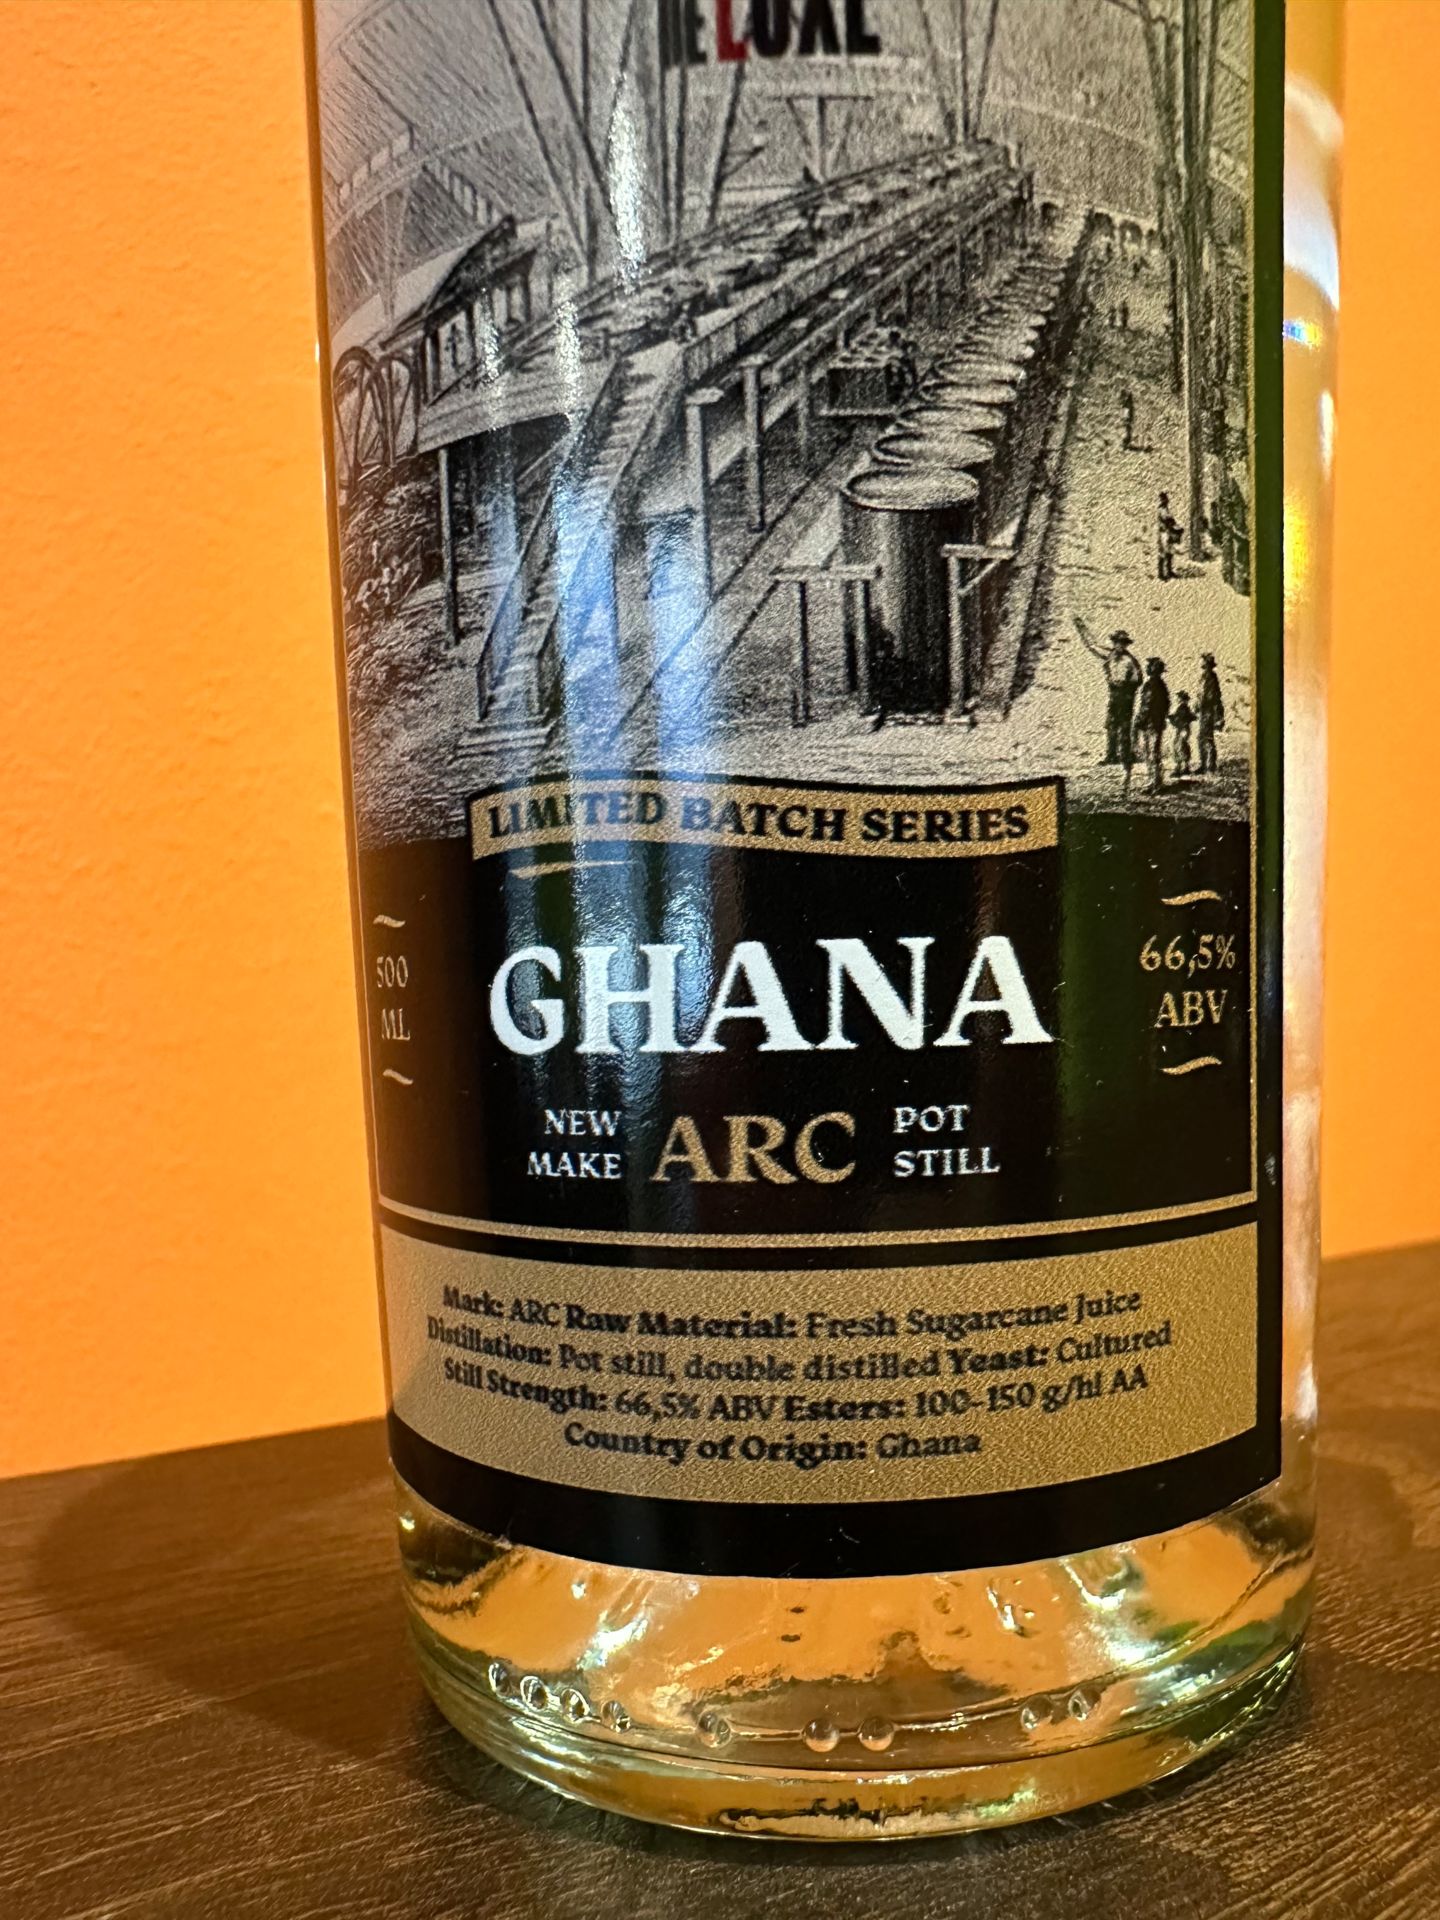 DELUXE
LIMITED BATCH SERIES
500
ML
GHANA
66,5%
ABV
NEW
MAKE
ARC
POT
STILL
Mark: ARC Raw Material: Fresh Sugarcane Juice
Distillation: Pot still, double distilled Yeast: Cultured
Still Strength: 66,5% ABV Esters: 100-150 g/hl AA
Country of Origin: Ghana